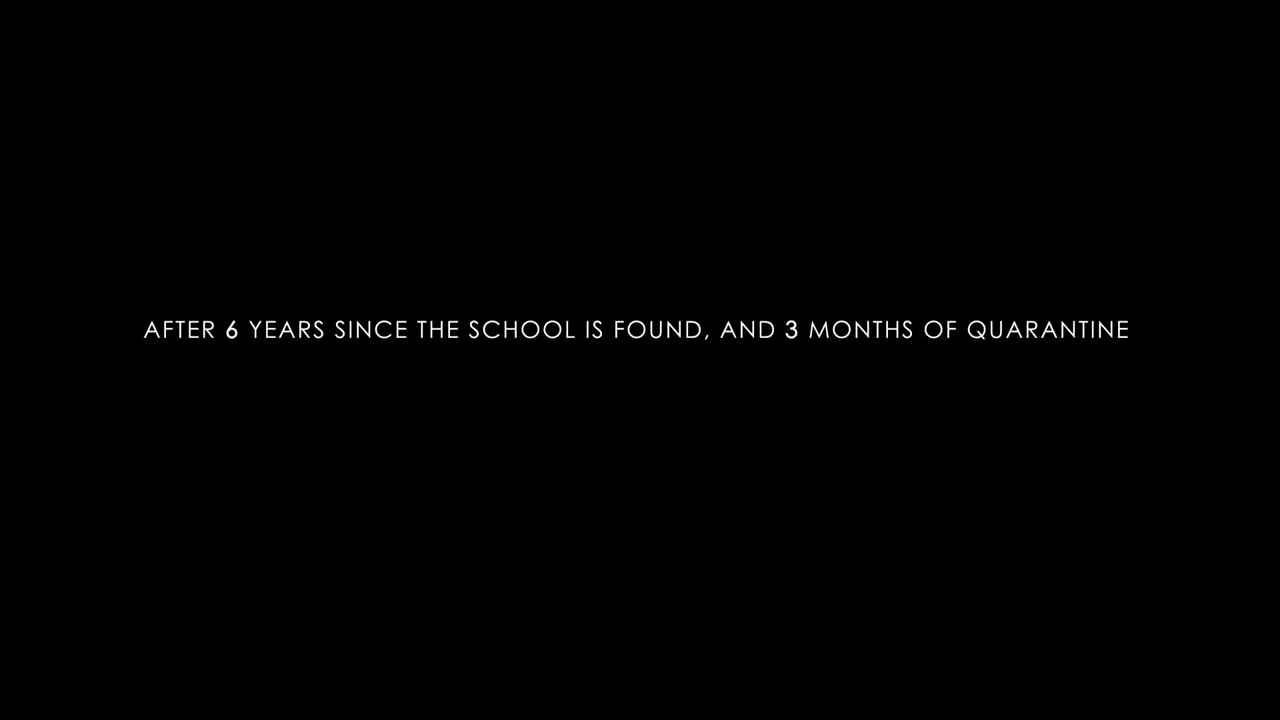 AFTER 6 YEARS SINCE THE SCHOOL IS FOUND, AND 3 MONTHS OF QUARANTINE